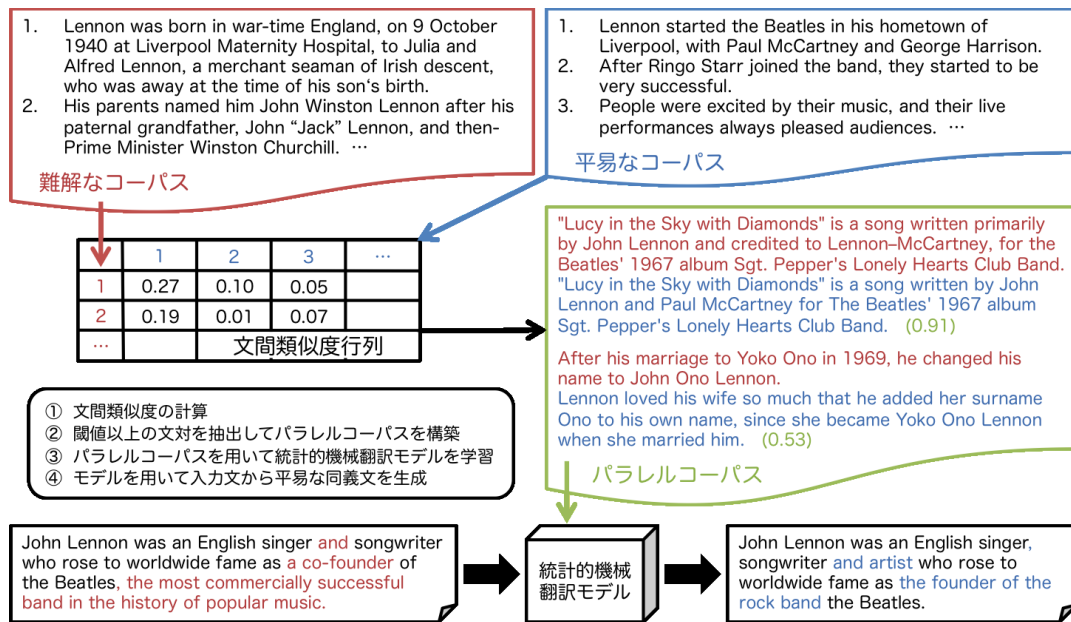 1. Lennon was born in war-time England, on 9 October
1940 at Liverpool Maternity Hospital, to Julia and
Alfred Lennon, a merchant seaman of Irish descent,
who was away at the time of his son's birth.
2. His parents named him John Winston Lennon after his
paternal grandfather, John “Jack” Lennon, and then-
Prime Minister Winston Churchill. …
難解なコーパス
1. Lennon started the Beatles in his hometown of
Liverpool, with Paul McCartney and George Harrison.
2. After Ringo Starr joined the band, they started to be
very successful.
3. People were excited by their music, and their live
performances always pleased audiences. …
平易なコーパス
1 2 3 …
1 0.27 0.10 0.05
2 0.19 0.01 0.07
… 文間類似度行列
"Lucy in the Sky with Diamonds" is a song written primarily
by John Lennon and credited to Lennon–McCartney, for the
Beatles' 1967 album Sgt. Pepper's Lonely Hearts Club Band.
"Lucy in the Sky with Diamonds" is a song written by John
Lennon and Paul McCartney for The Beatles' 1967 album
Sgt. Pepper's Lonely Hearts Club Band. (0.91)
After his marriage to Yoko Ono in 1969, he changed his
name to John Ono Lennon.
Lennon loved his wife so much that he added her surname
Ono to his own name, since she became Yoko Ono Lennon
when she married him. (0.53)
パラレルコーパス
① 文間類似度の計算
② 閾値以上の文対を抽出してパラレルコーパスを構築
③ パラレルコーパスを用いて統計的機械翻訳モデルを学習
④ モデルを用いて入力文から平易な同義文を生成
John Lennon was an English singer and songwriter
who rose to worldwide fame as a co-founder of
the Beatles, the most commercially successful
band in the history of popular music.
統計的機械
翻訳モデル
John Lennon was an English singer,
songwriter and artist who rose to
worldwide fame as the founder of the
rock band the Beatles.